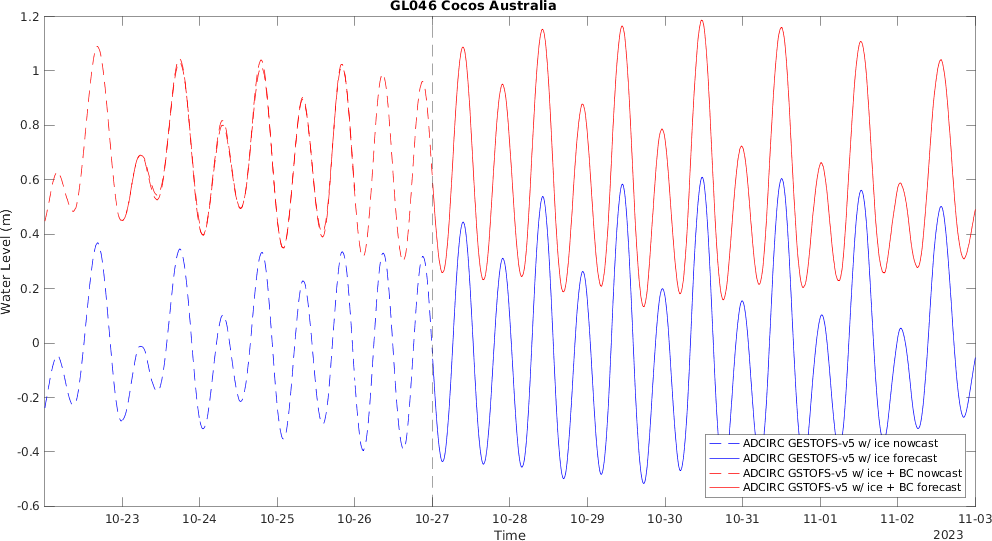 GL046 Cocos Australia
1.2
1
0.8
0.6
0.4
0.2
0
-0.2
-0.4
-0.6
Water Level (m)
ADCIRC GESTOFS-v5 w/ ice nowcast
ADCIRC GESTOFS-v5 w/ ice forecast
ADCIRC GSTOFS-v5 w/ ice + BC nowcast
ADCIRC GSTOFS-v5 w/ ice + BC forecast
10-23 10-24 10-25 10-26 10-27 10-28 10-29 10-30 10-31 11-01 11-02 11-03
Time 2023